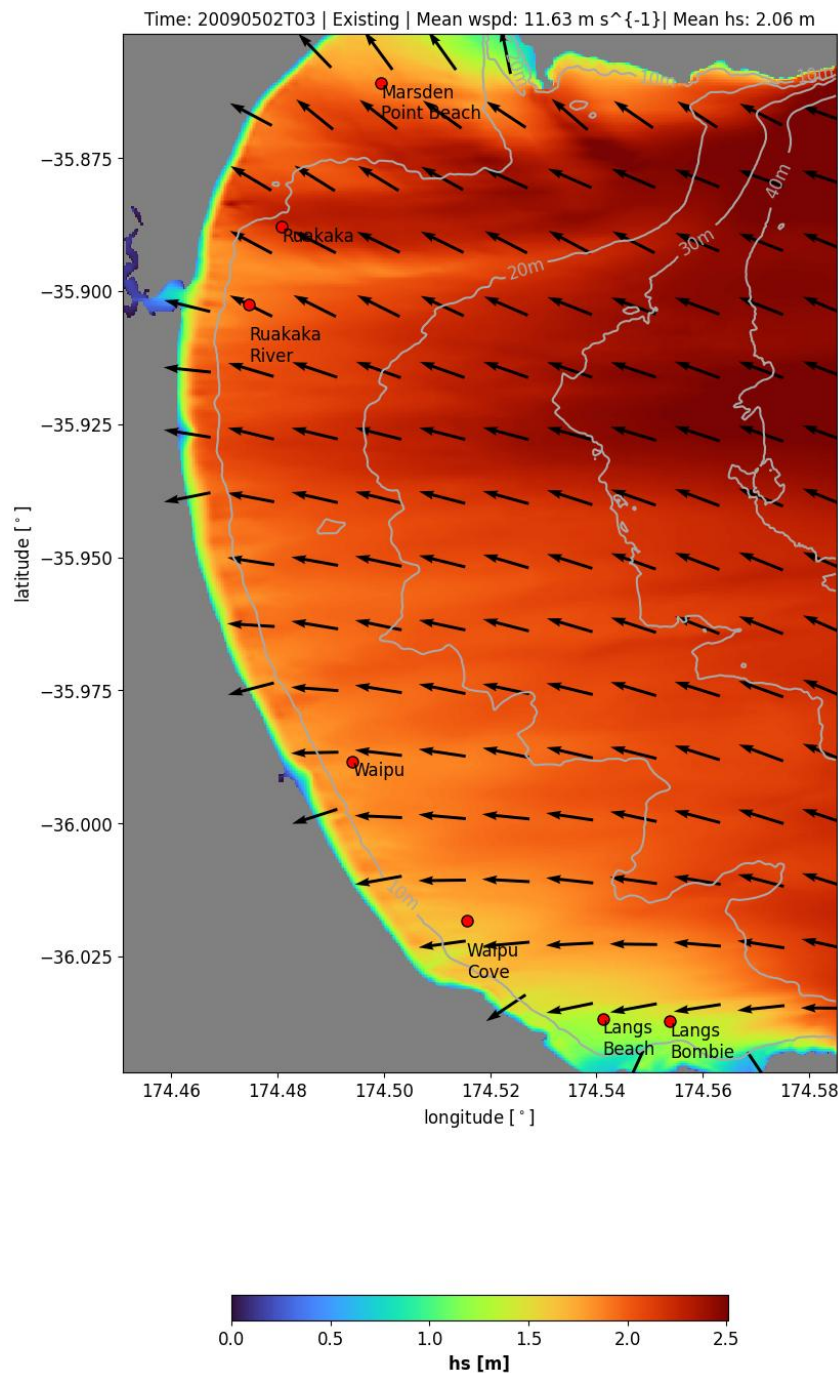 Time: 20090502T03 | Existing | Mean wspd: 11.63 m s^{-1}| Mean hs: 2.06 m
10m
10m
Marsden
Point Beach
−35.875
40m
Ruakaka
30m
20m
−35.900
Ruakaka
River
−35.925
latitude [°]
−35.950
−35.975
Waipu
−36.000
10m
Waipu
Cove
−36.025
Langs
Beach
Langs
Bombie
174.46 174.48 174.50 174.52 174.54 174.56 174.58
longitude [°]
0.0 0.5 1.0 1.5 2.0 2.5
hs [m]